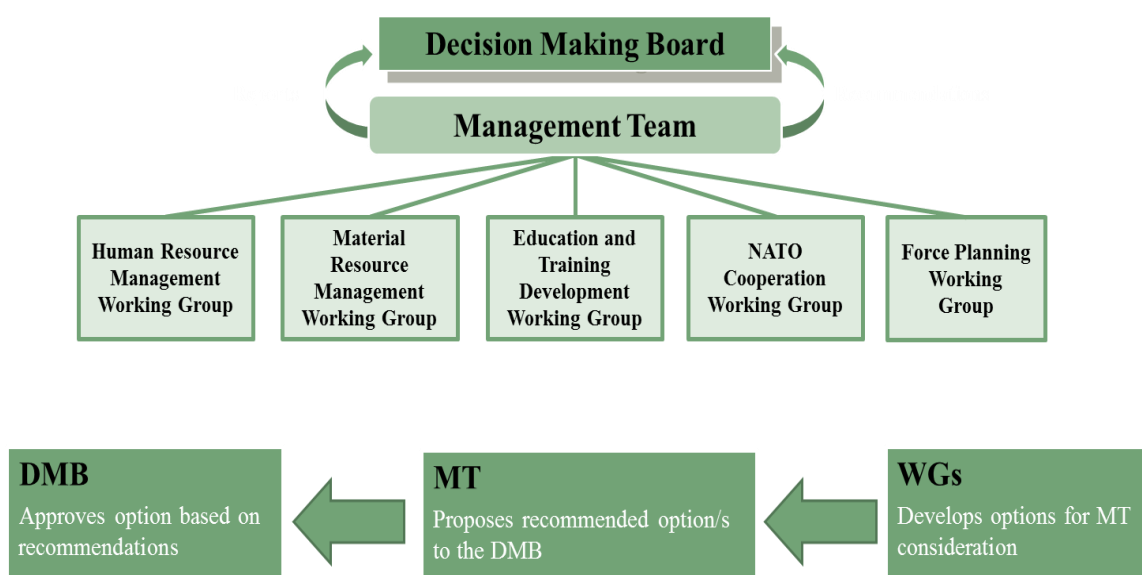 Decision Making Board
Management Team
Human Resource
Management
Working Group
Material
Resource
Management
Working Group
Education and
Training
Development
Working Group
NATO
Cooperation
Working Group
Force Planning
Working
Group
DMB
Approves option based on
recommendations
MT
Proposes recommended option/s
to the DMB
WGs
Develops options for MT
consideration